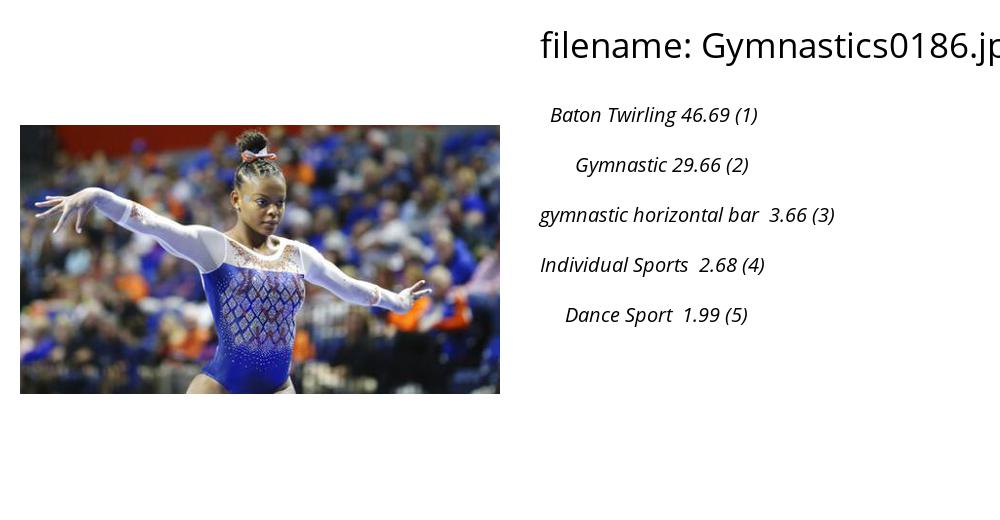 filename: Gymnastics0186.jp
Baton Twirling 46.69 (1)
Gymnastic 29.66 (2)
gymnastic horizontal bar 3.66 (3)
Individual Sports 2.68 (4)
Dance Sport 1.99 (5)